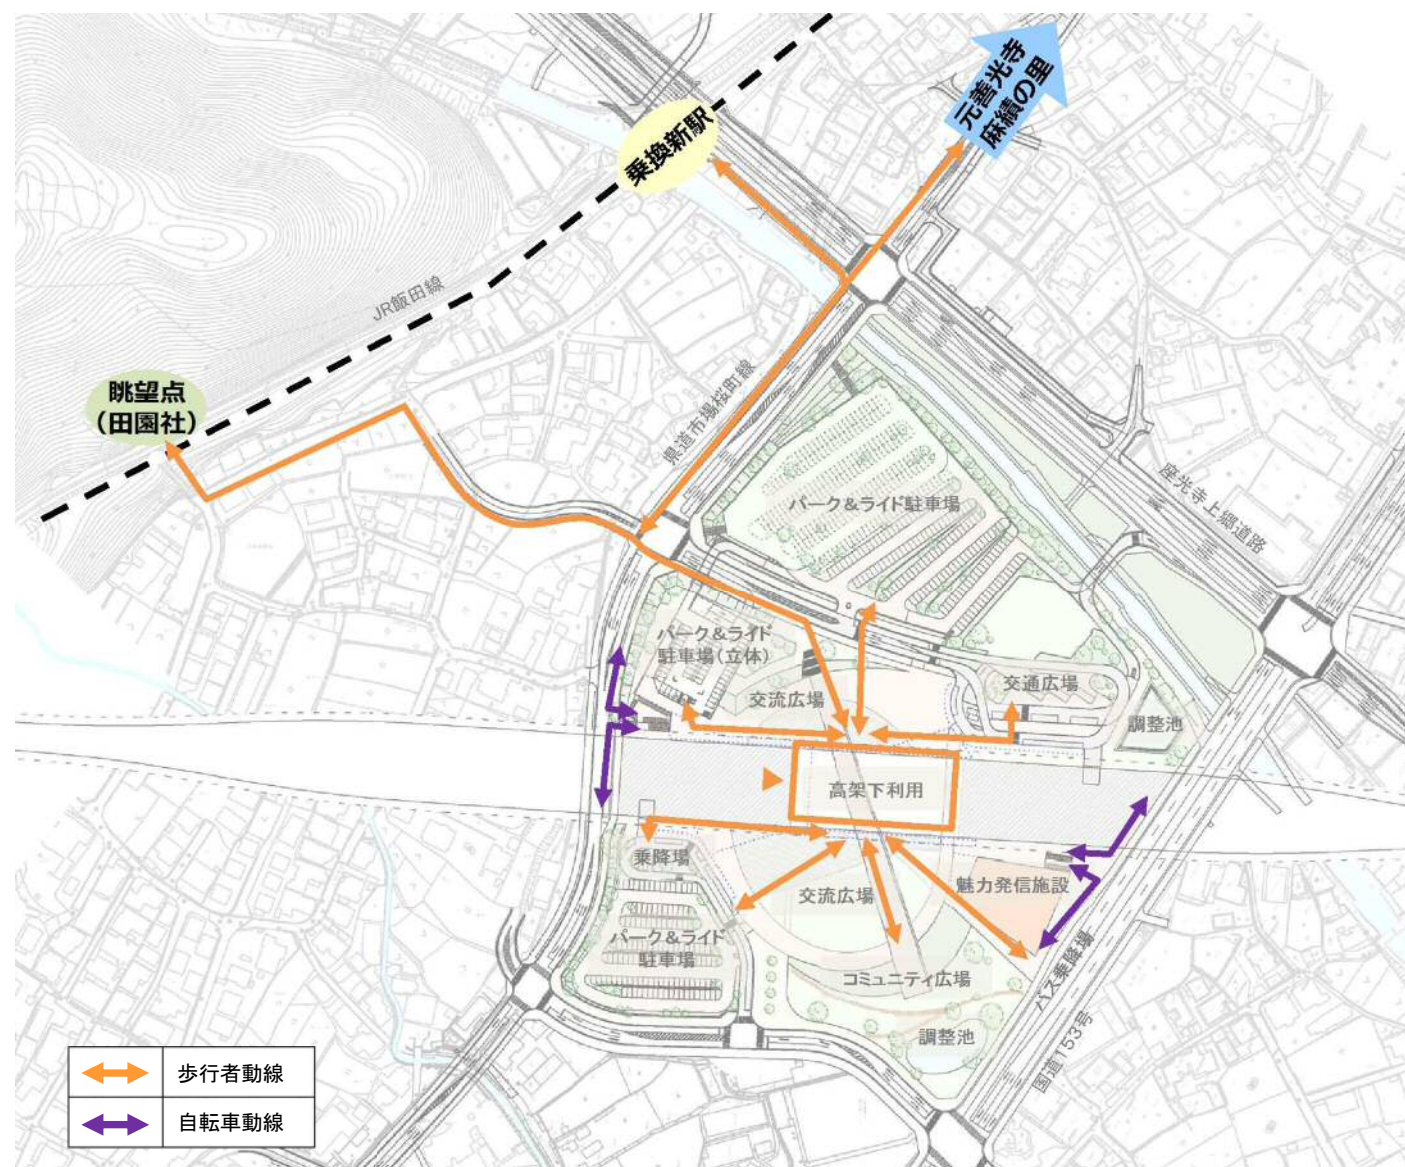 元善光寺
麻績の里
乗換新駅
JR飯田線
眺望点
（田園社）
県道市場桜町線
座光寺上郷道路
パーク＆ライド駐車場
パーク＆ライド
駐車場（立体）
交流広場
交通広場
調整池
高架下利用
乗降場
交流広場
魅力発信施設
パーク＆ライド
駐車場
コミュニティ広場
バス乗降場
調整池
国道153号
歩行者動線
自転車動線